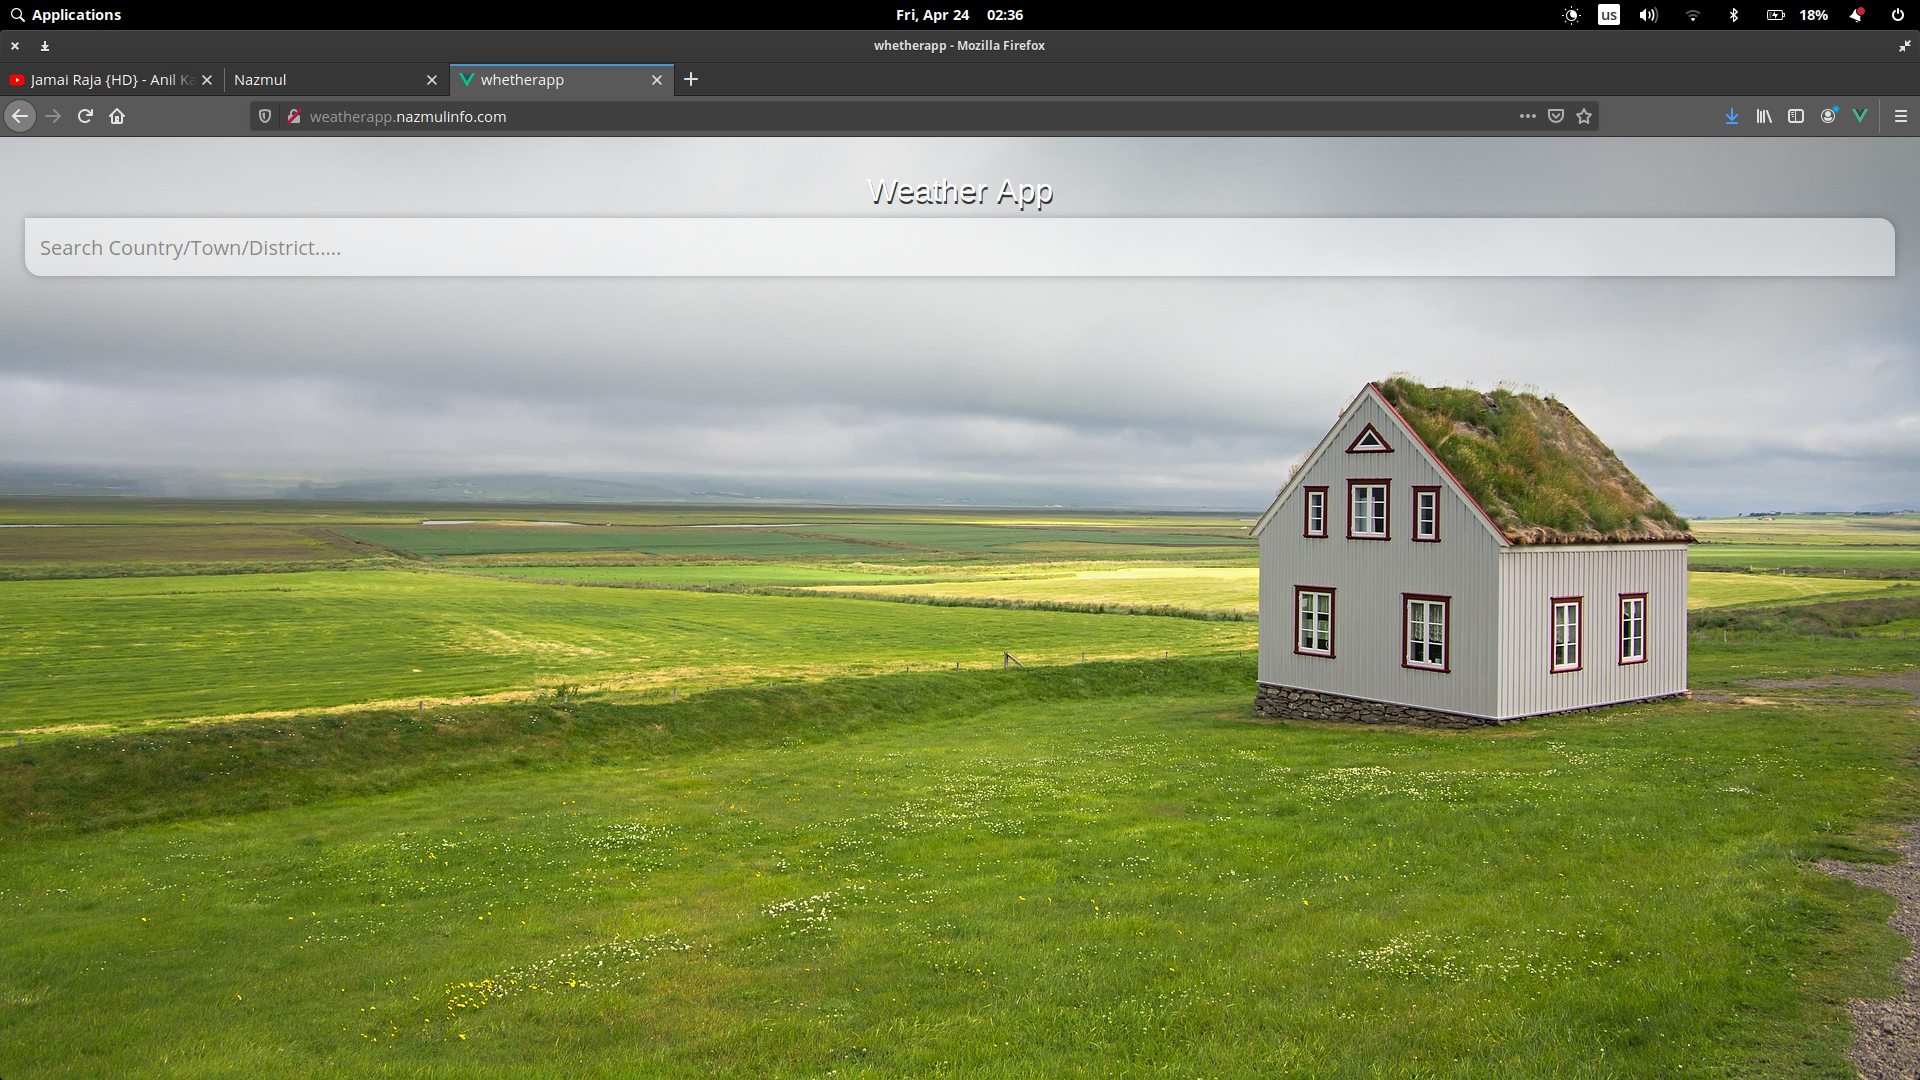 Applications
Fri, Apr 24 02:36
us
18%
whetherapp - Mozilla Firefox
Jamai Raja {HD} - Anil
Nazmul
whetherapp
weatherapp.nazmulinfo.com
Weather App
Search Country/Town/District.....